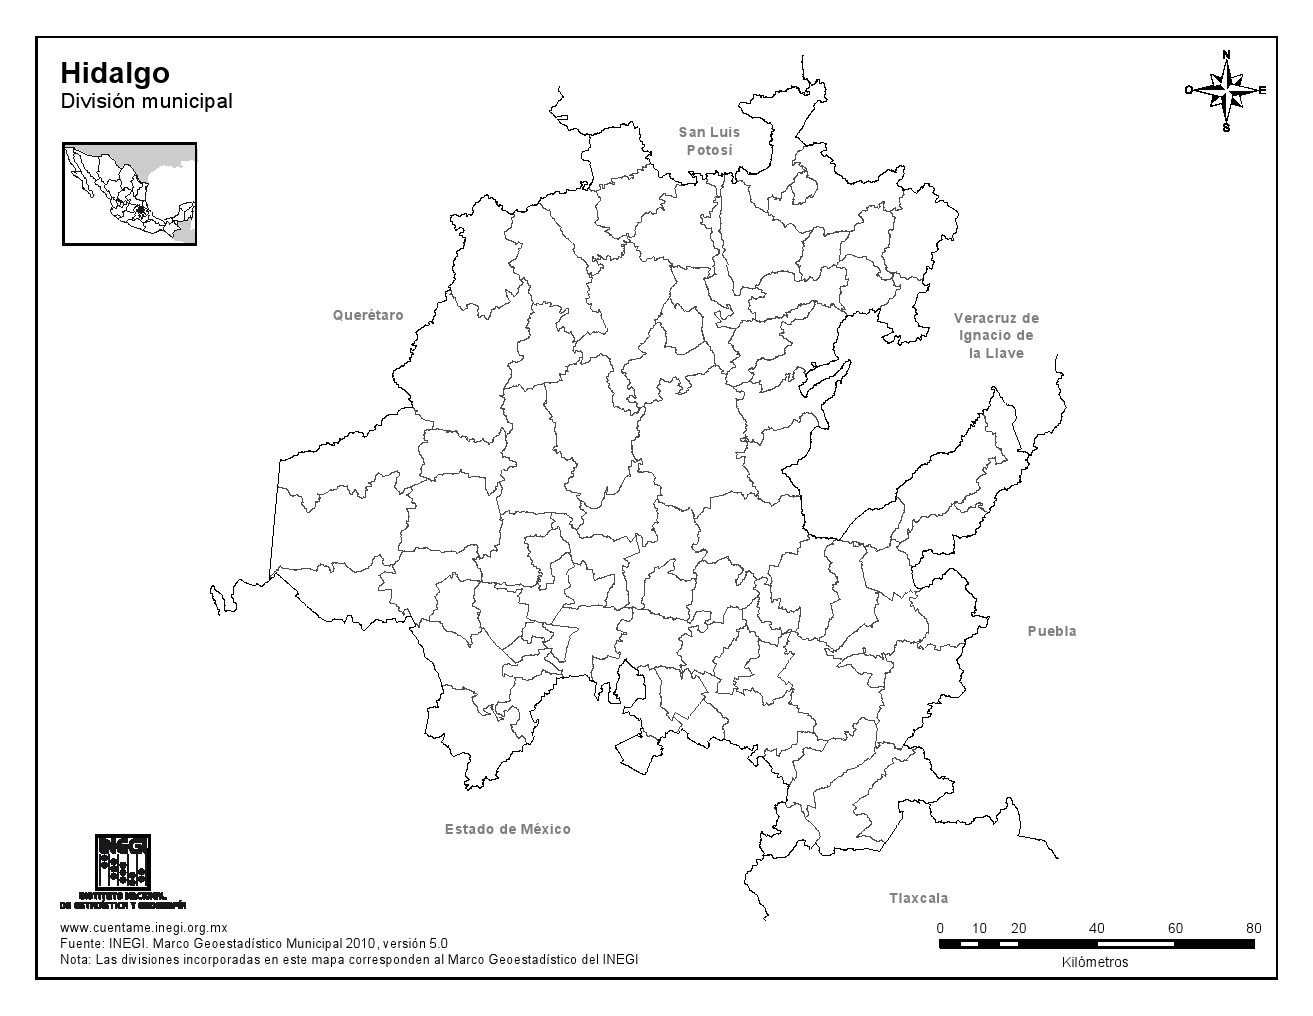 Hidalgo
División municipal
N
O
E
S
San Luis
Potosí
Querétaro
Veracruz de
Ignacio de
la Llave
Puebla
Estado de México
Tlaxcala
INEGI
INSTITUTO NACIONAL
DE ESTADÍSTICA Y GEOGRAFÍA
www.cuentame.inegi.org.mx
Fuente: INEGI. Marco Geoestadístico Municipal 2010, versión 5.0
Nota: Las divisiones incorporadas en este mapa corresponden al Marco Geoestadístico del INEGI
0 10 20 40 60 80
Kilómetros